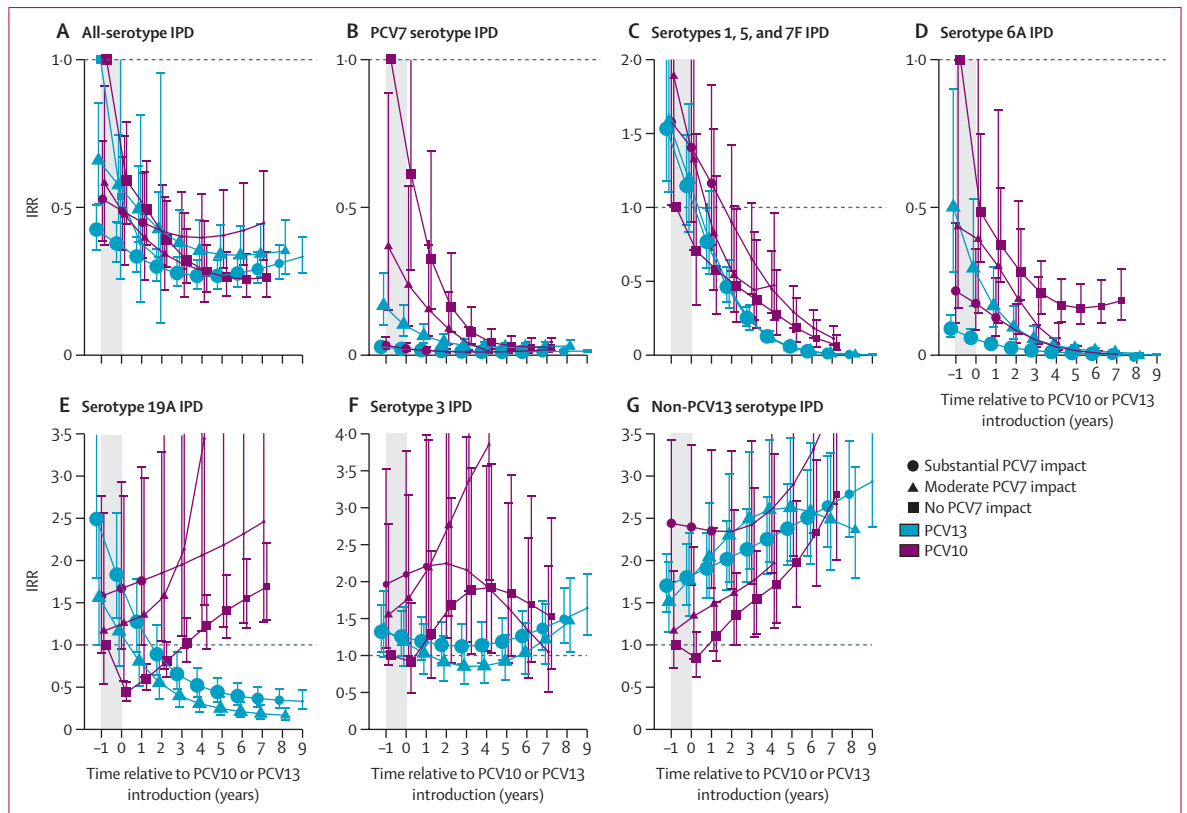 A All-serotype IPD
B PCV7 serotype IPD
C Serotypes 1, 5, and 7F IPD
D Serotype 6A IPD
IRR
1·0
0·5
0
1·0
0·5
0
2·0
1·5
1·0
0·5
0
1·0
0·5
0
–1 0 1 2 3 4 5 6 7 8 9
Time relative to PCV10 or PCV13
introduction (years)
E Serotype 19A IPD
F Serotype 3 IPD
G Non-PCV13 serotype IPD
IRR
3·5
3·0
2·5
2·0
1·5
1·0
0·5
0
4·0
3·5
3·0
2·5
2·0
1·5
1·0
0·5
0
3·5
3·0
2·5
2·0
1·5
1·0
0·5
0
–1 0 1 2 3 4 5 6 7 8 9
Time relative to PCV10 or PCV13
introduction (years)
–1 0 1 2 3 4 5 6 7 8 9
Time relative to PCV10 or PCV13
introduction (years)
–1 0 1 2 3 4 5 6 7 8 9
Time relative to PCV10 or PCV13
introduction (years)
Substantial PCV7 impact
Moderate PCV7 impact
No PCV7 impact
PCV13
PCV10